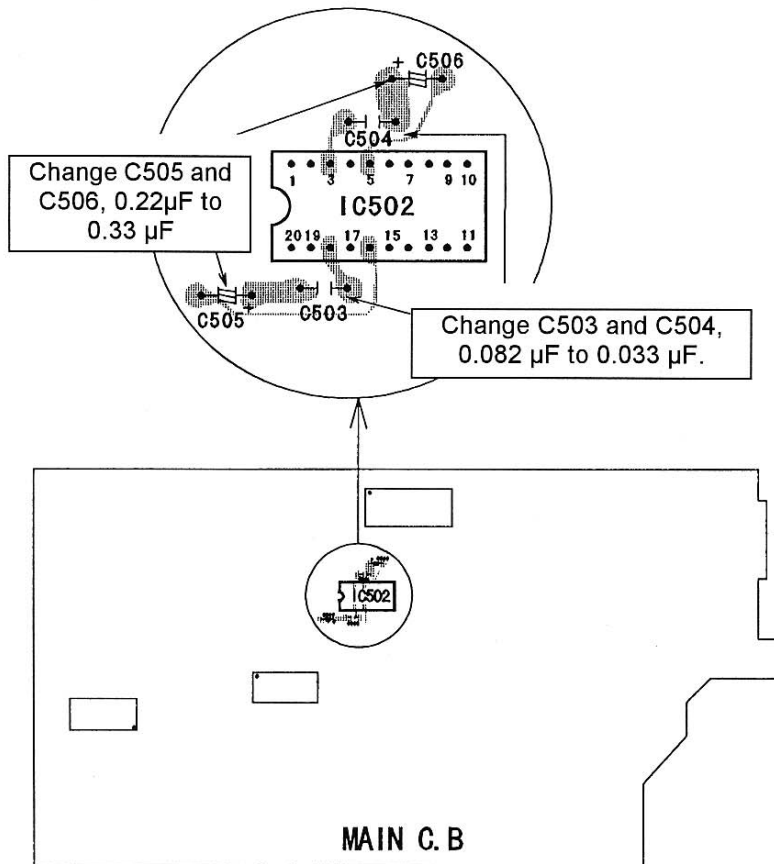 + C506
C504
Change C505 and
C506, 0.22µF to
0.33 µF
1 3 5 7 9 10
IC502
20 19 17 15 13 11
+
C505 C503
Change C503 and C504,
0.082 µF to 0.033 µF.
IC502
MAIN C.B